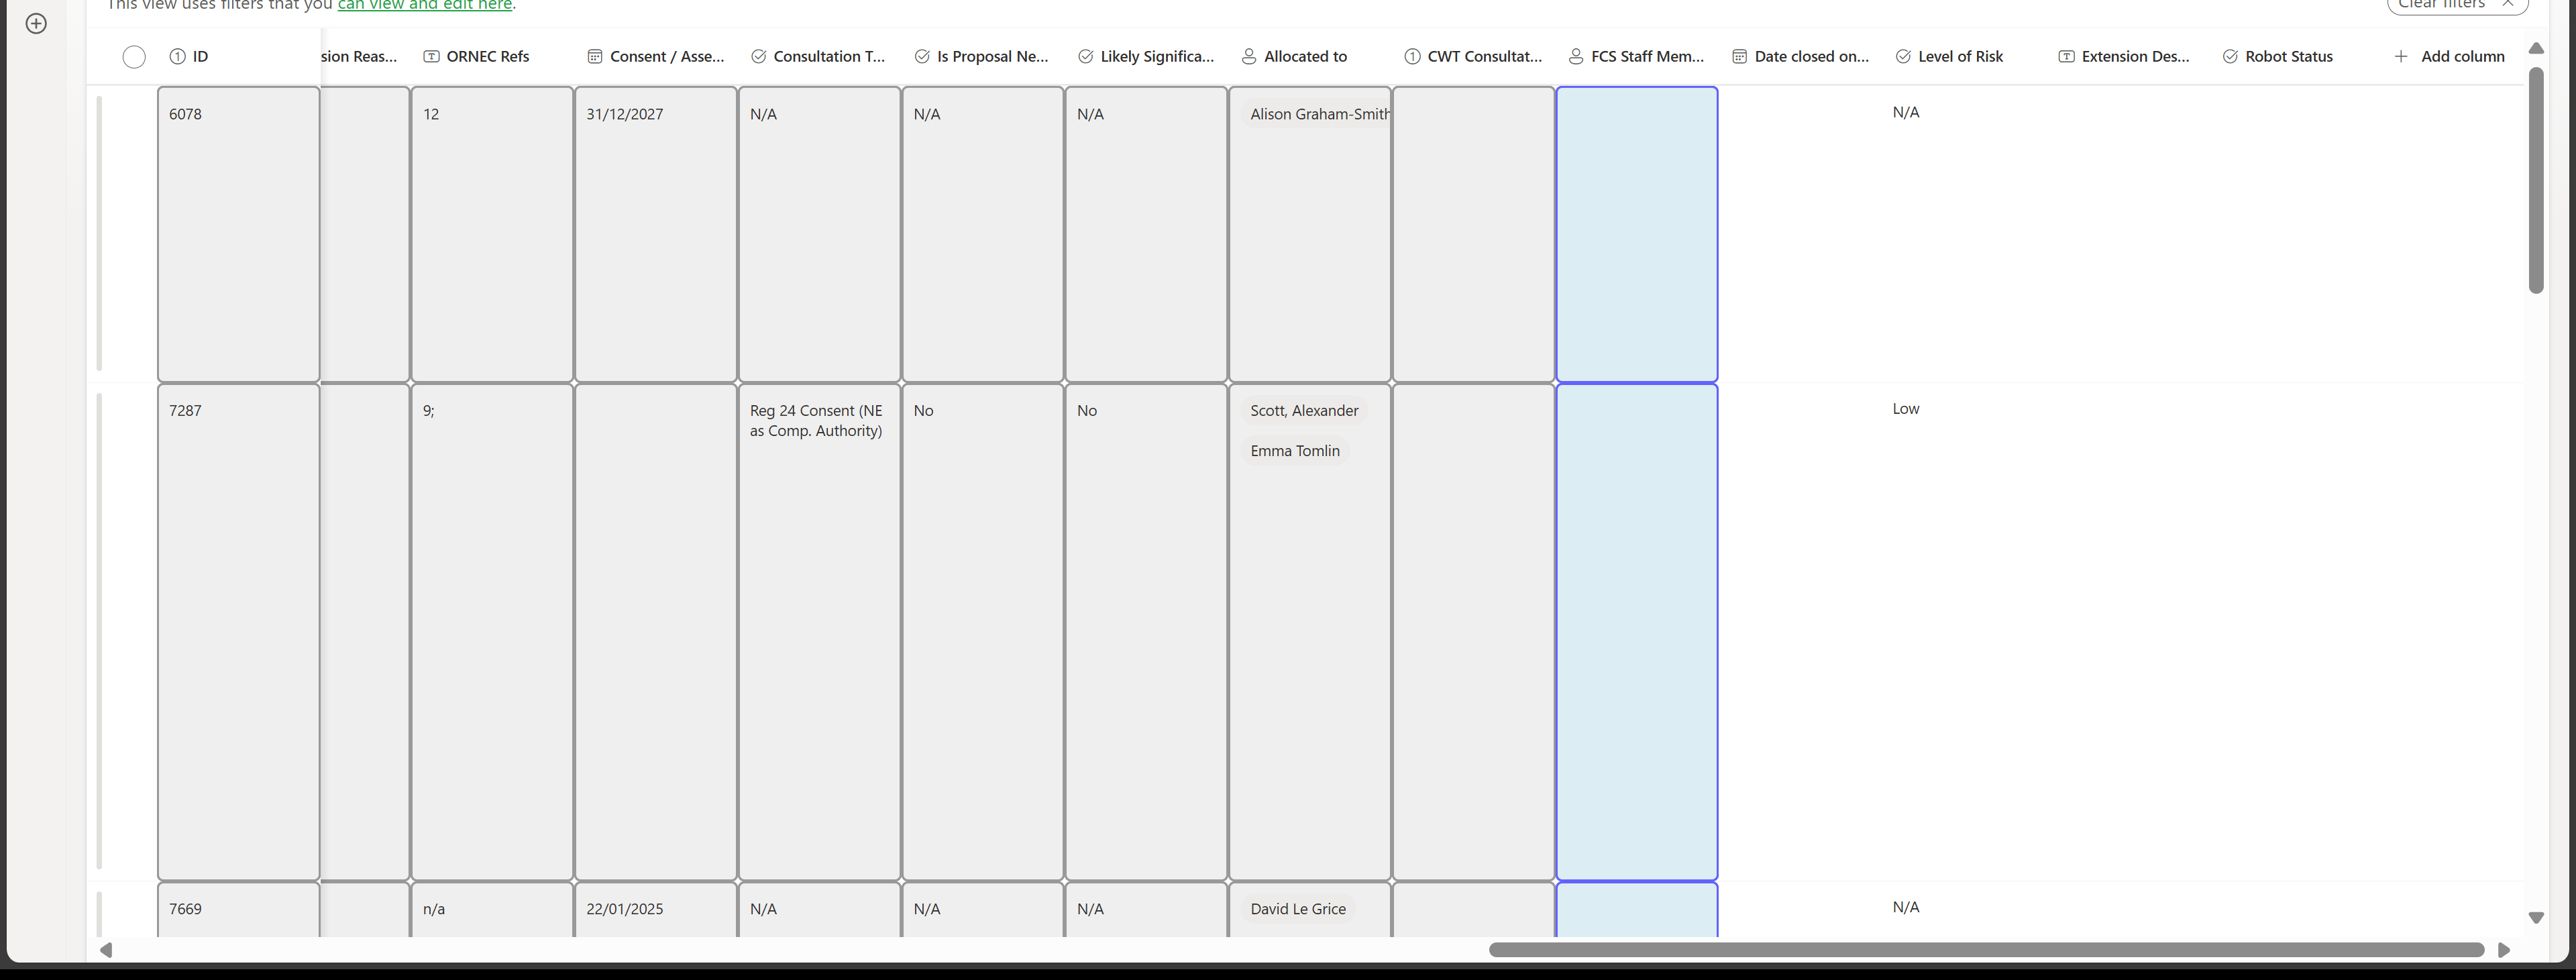 This view uses filters that you can view and edit here.
Clear filters
ID
sion Reas...
ORNEC Refs
Consent / Asse...
Consultation T...
Is Proposal Ne...
Likely Significa...
Allocated to
CWT Consultat...
FCS Staff Mem...
Date closed on...
Level of Risk
Extension Des...
Robot Status
Add column
6078
12
31/12/2027
N/A
N/A
N/A
Alison Graham-Smith
N/A
7287
9;
Reg 24 Consent (NE
as Comp. Authority)
No
No
Scott, Alexander
Emma Tomlin
Low
7669
n/a
22/01/2025
N/A
N/A
N/A
David Le Grice
N/A